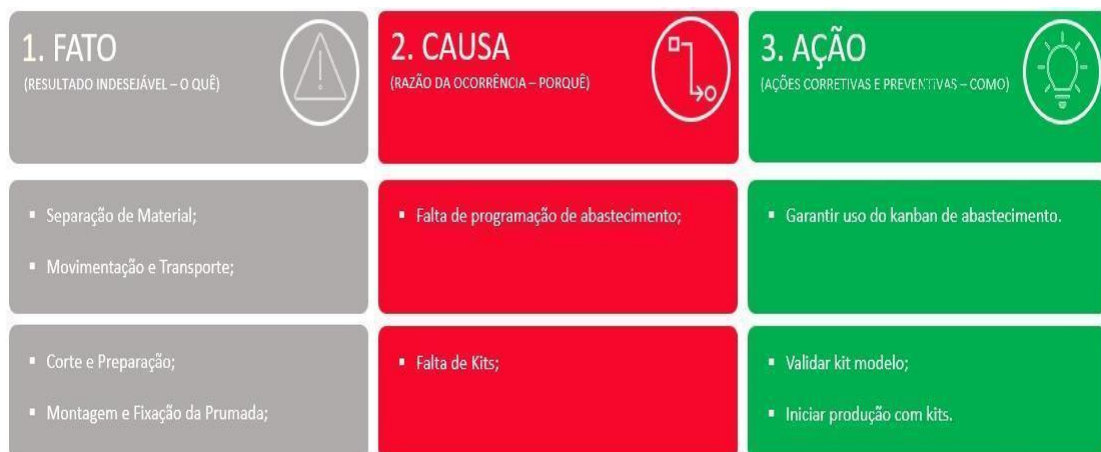 1. FATO
(RESULTADO INDESEJÁVEL – O QUÊ)
2. CAUSA
(RAZÃO DA OCORRÊNCIA – PORQUÊ)
3. AÇÃO
(AÇÕES CORRETIVAS E PREVENTIVAS – COMO)
▪ Separação de Material;
▪ Movimentação e Transporte;
▪ Falta de programação de abastecimento;
▪ Garantir uso do kanban de abastecimento.
▪ Corte e Preparação;
▪ Montagem e Fixação da Prumada;
▪ Falta de Kits;
▪ Validar kit modelo;
▪ Iniciar produção com kits.